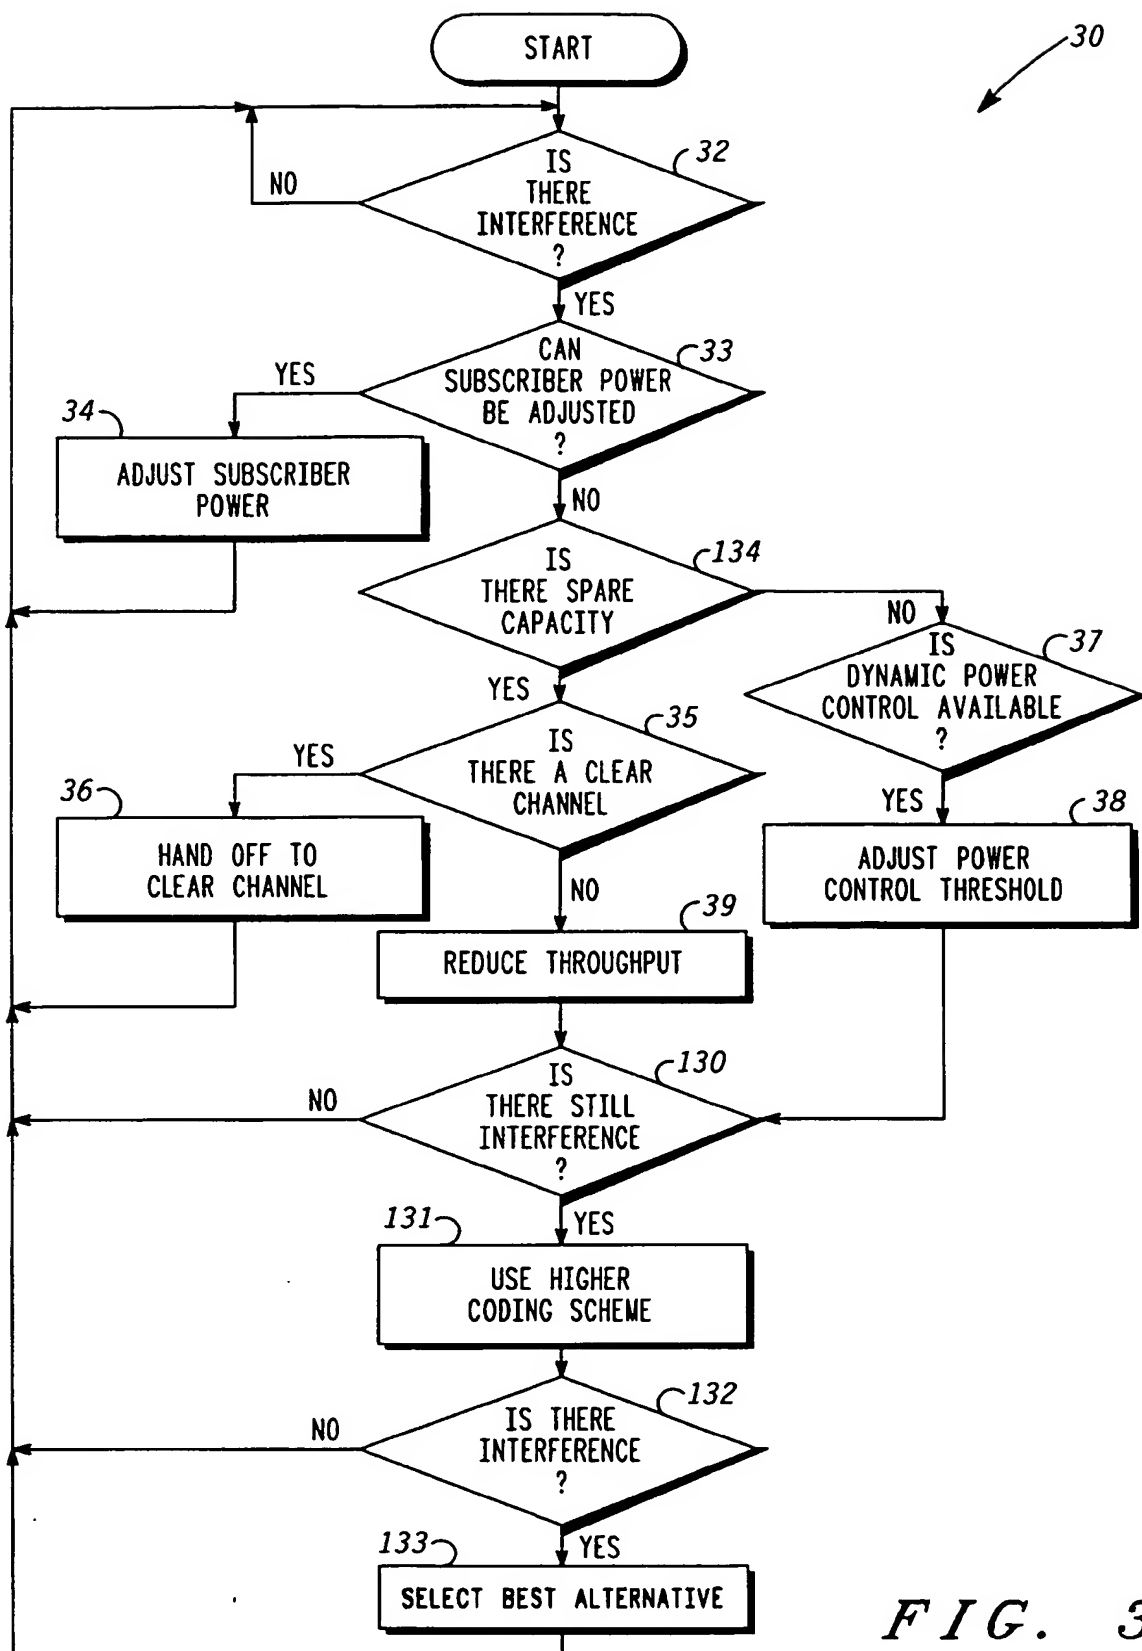 START
30
IS
THERE
INTERFERENCE
?
32
NO
YES
CAN
SUBSCRIBER POWER
BE ADJUSTED
?
33
YES
34
ADJUST SUBSCRIBER
POWER
NO
IS
THERE SPARE
CAPACITY
134
NO
IS
DYNAMIC POWER
CONTROL AVAILABLE
?
37
YES
IS
THERE A CLEAR
CHANNEL
35
YES
36
HAND OFF TO
CLEAR CHANNEL
YES
38
ADJUST POWER
CONTROL THRESHOLD
NO
39
REDUCE THROUGHPUT
IS
THERE STILL
INTERFERENCE
?
130
NO
YES
131
USE HIGHER
CODING SCHEME
IS THERE
INTERFERENCE
?
132
NO
YES
133
SELECT BEST ALTERNATIVE
FIG. 3